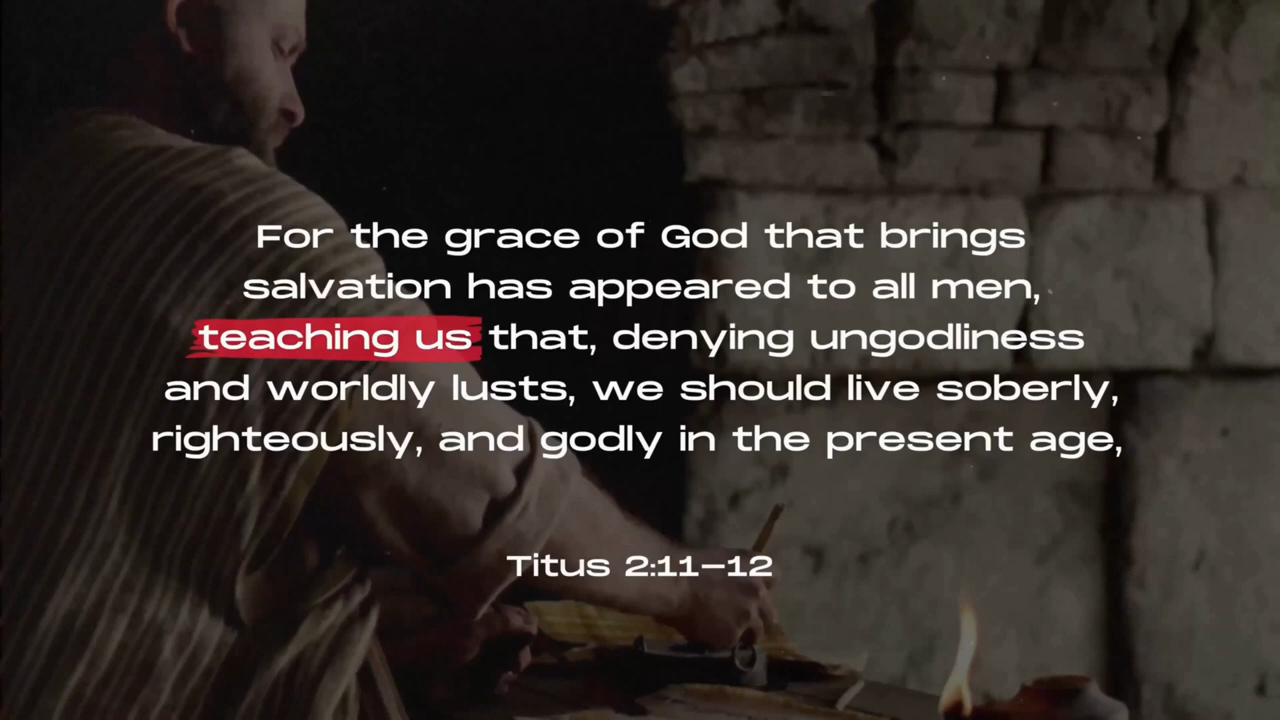 For the grace of God that brings
salvation has appeared to all men,
teaching us that, denying ungodliness
and worldly lusts, we should live soberly,
righteously, and godly in the present age,
Titus 2:11–12